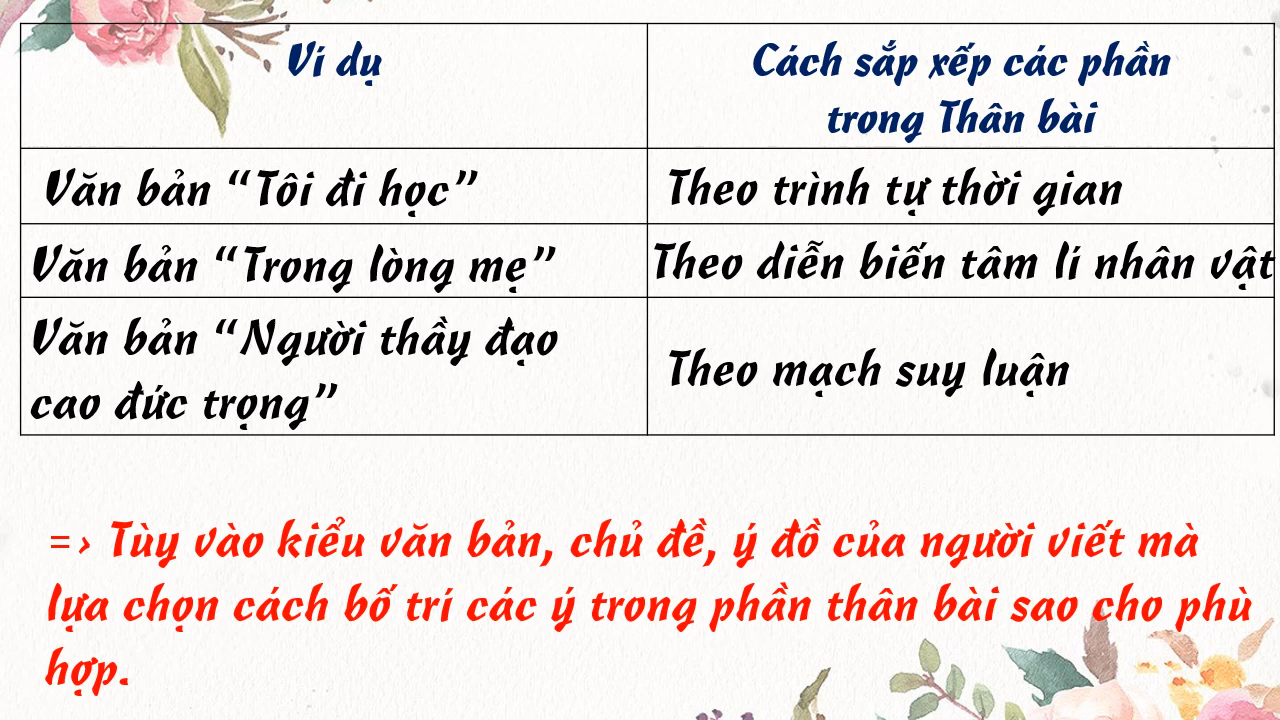 Ví dụ
Cách sắp xếp các phần
trong Thân bài
Văn bản “Tôi đi học”
Theo trình tự thời gian
Văn bản “Trong lòng mẹ”
Theo diễn biến tâm lí nhân vật
Văn bản “Người thầy đạo
cao đức trọng”
Theo mạch suy luận
=> Tùy vào kiểu văn bản, chủ đề, ý đồ của người viết mà
lựa chọn cách bố trí các ý trong phần thân bài sao cho phù
hợp.